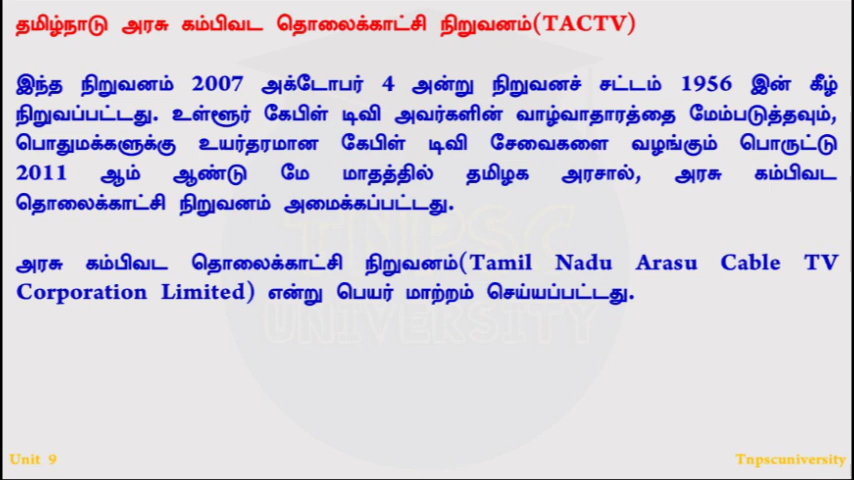 தமிழ்நாடு அரசு கம்பிவட தொலைக்காட்சி நிறுவனம்(TACTV)
இந்த நிறுவனம் 2007 அக்டோபர் 4 அன்று நிறுவனச் சட்டம் 1956 இன் கீழ்
நிறுவப்பட்டது. உள்ளூர் கேபிள் டிவி அவர்களின் வாழ்வாதாரத்தை மேம்படுத்தவும்,
பொதுமக்களுக்கு உயர்தரமான கேபிள் டிவி சேவைகளை வழங்கும் பொருட்டு
2011 ஆம் ஆண்டு மே மாதத்தில் தமிழக அரசால், அரசு கம்பிவட
தொலைக்காட்சி நிறுவனம் அமைக்கப்பட்டது.
அரசு கம்பிவட தொலைக்காட்சி நிறுவனம்(Tamil Nadu Arasu Cable TV
Corporation Limited) என்று பெயர் மாற்றம் செய்யப்பட்டது.
TNPSC
UNIVERSITY
Unit 9
Tnpscuniversity